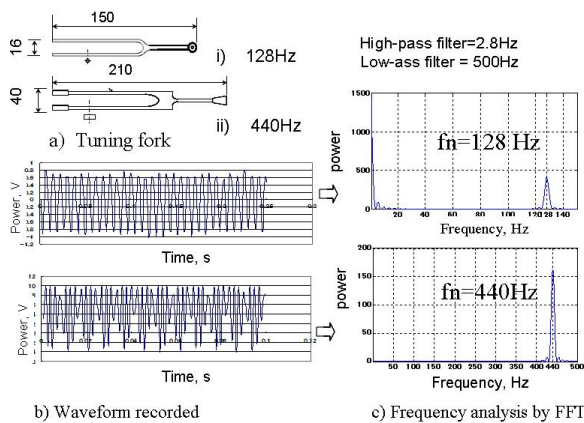 150
16
i) 128Hz
210
40
ii) 440Hz
a) Tuning fork
High-pass filter=2.8Hz
Low-ass filter = 500Hz
1500
1000
500
0
power
fn=128 Hz
20 40 60 80 100 120 128 140
Frequency, Hz
Power, V
Time, s
200
150
100
50
0
power
fn=440Hz
50 100 150 200 250 300 350 400 440 500
Frequency, Hz
Power, V
Time, s
b) Waveform recorded
c) Frequency analysis by FFT